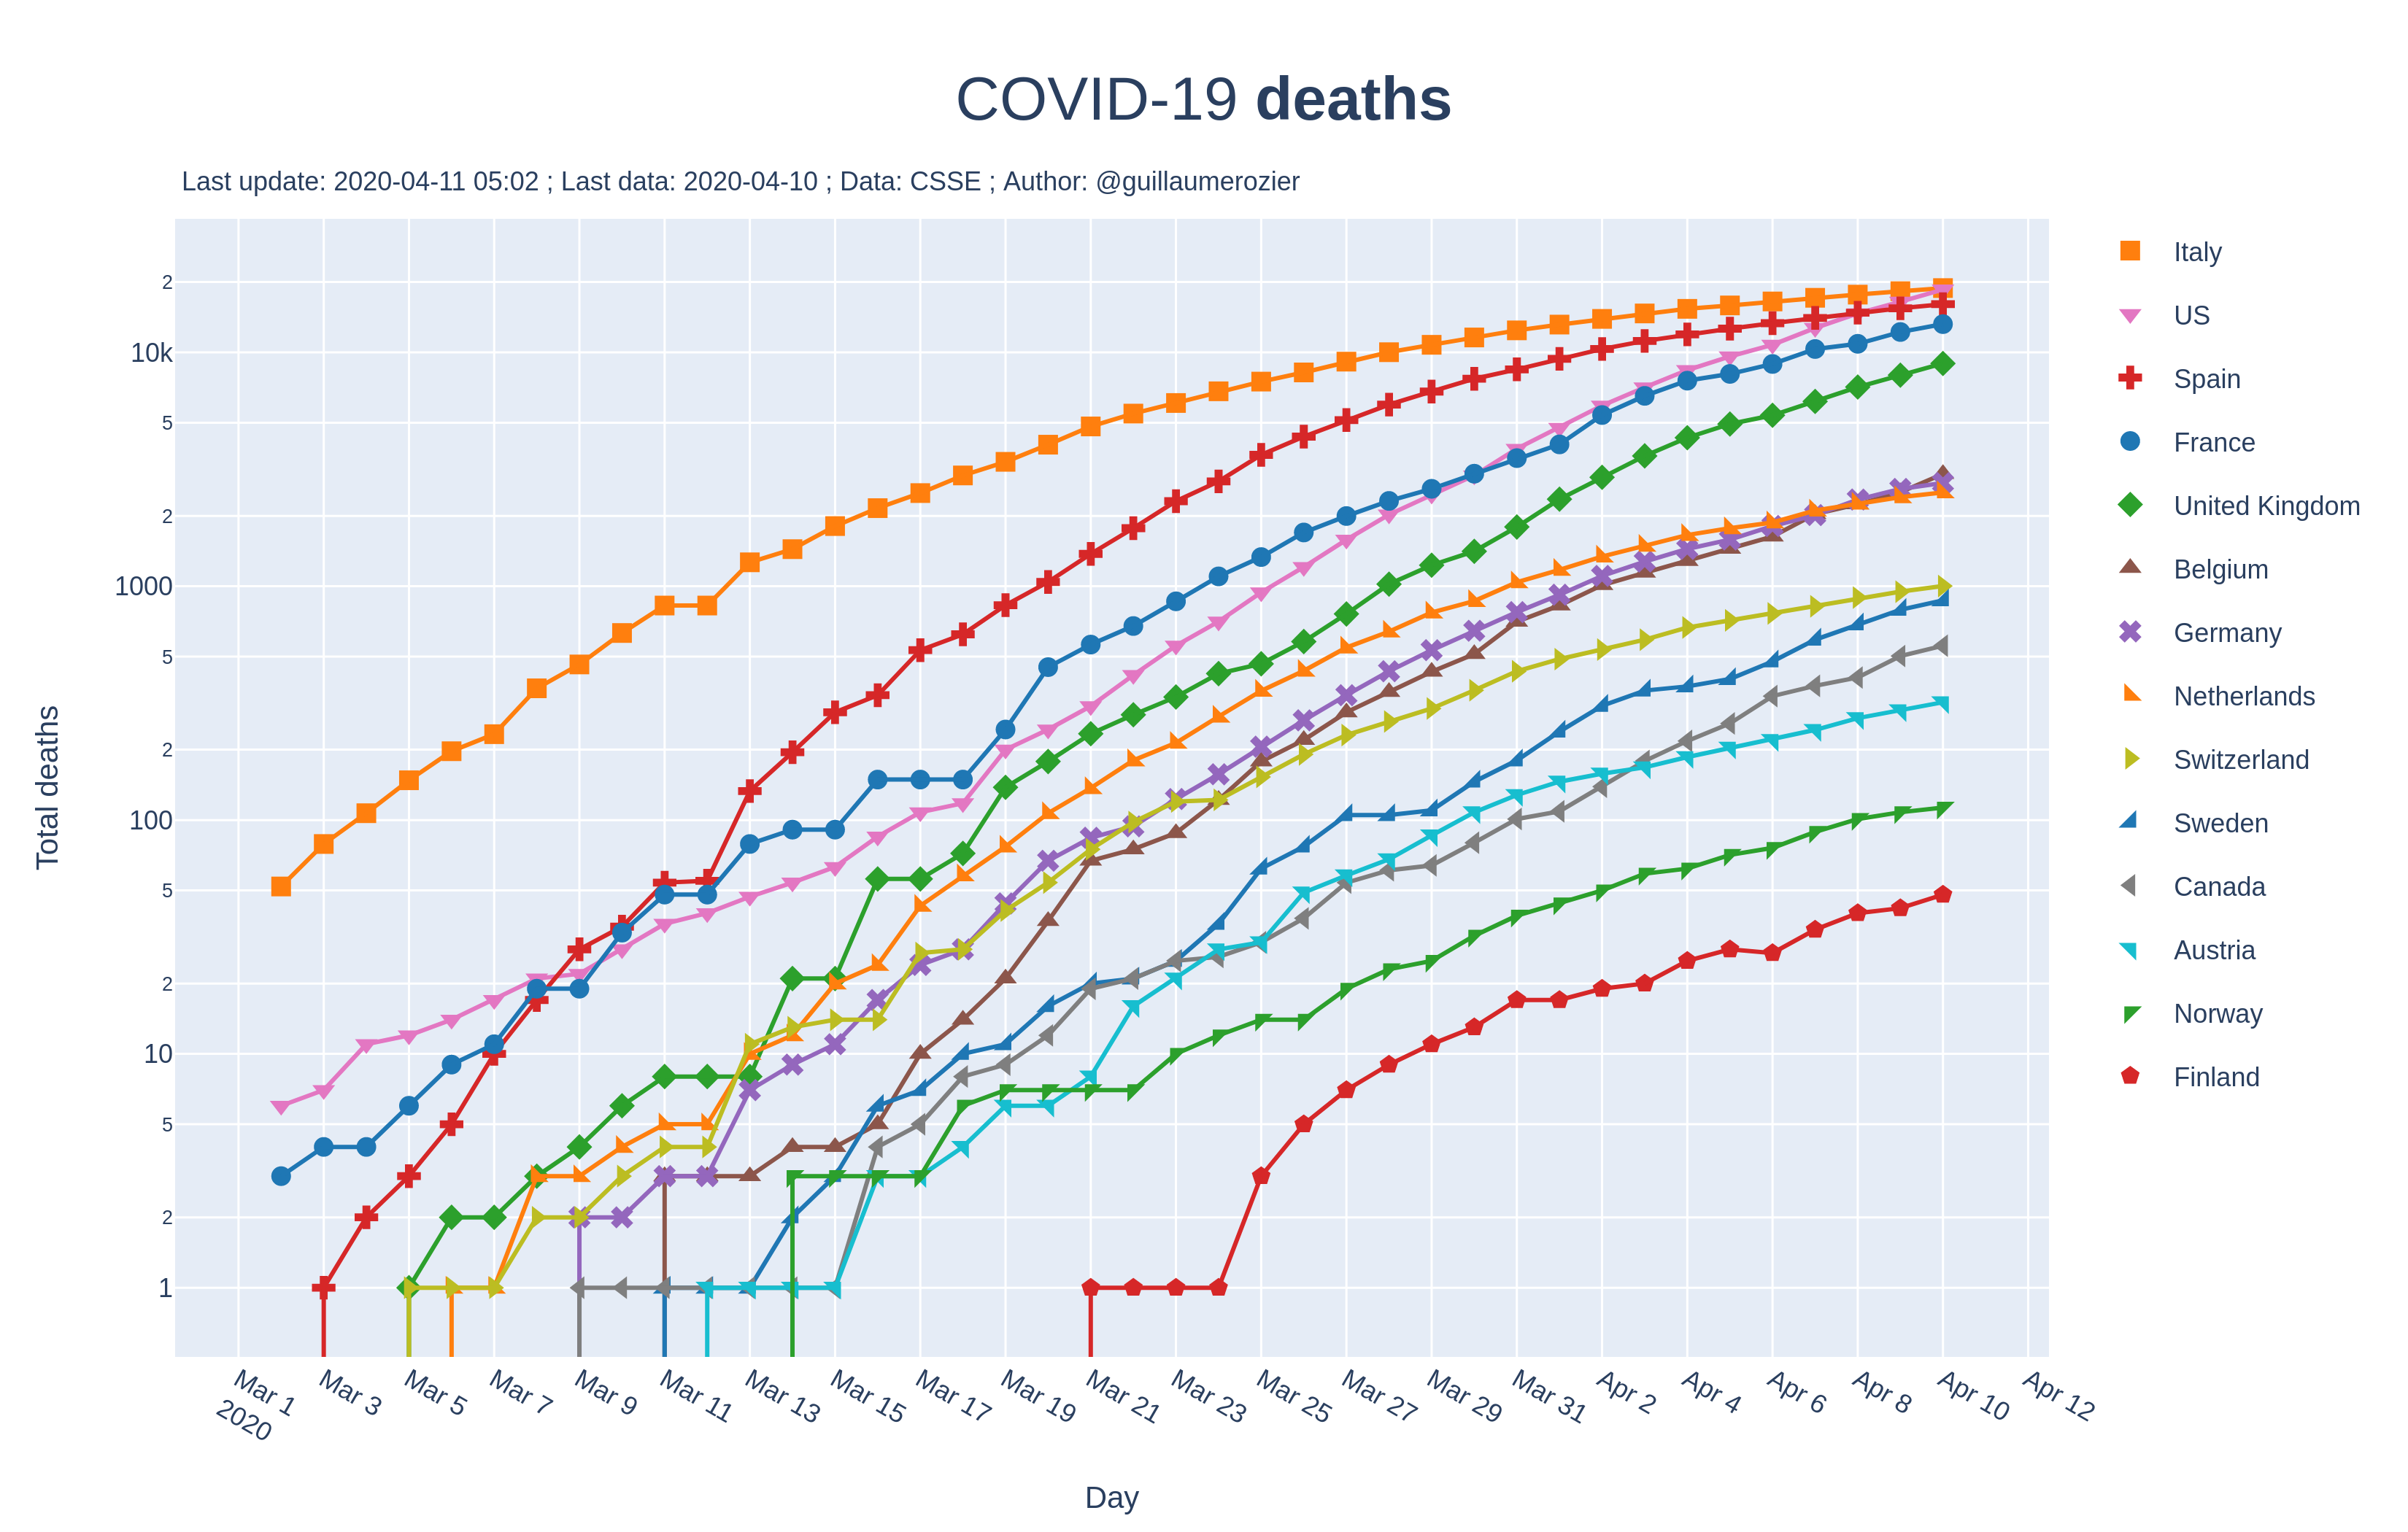 COVID-19 deaths
Last update: 2020-04-11 05:02 ; Last data: 2020-04-10 ; Data: CSSE ; Author: @guillaumerozier
2
10k
5
2
1000
5
2
100
5
2
10
5
2
1
Total deaths
Mar 1
2020
Mar 3
Mar 5
Mar 7
Mar 9
Mar 11
Mar 13
Mar 15
Mar 17
Mar 19
Mar 21
Mar 23
Mar 25
Mar 27
Mar 29
Mar 31
Apr 2
Apr 4
Apr 6
Apr 8
Apr 10
Apr 12
Day
Italy
US
Spain
France
United Kingdom
Belgium
Germany
Netherlands
Switzerland
Sweden
Canada
Austria
Norway
Finland